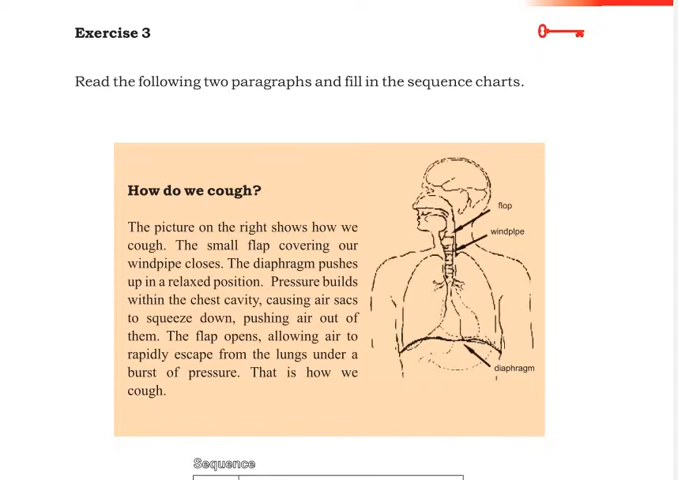 Exercise 3
Read the following two paragraphs and fill in the sequence charts.
How do we cough?
The picture on the right shows how we
cough. The small flap covering our
windpipe closes. The diaphragm pushes
up in a relaxed position. Pressure builds
within the chest cavity, causing air sacs
to squeeze down, pushing air out of
them. The flap opens, allowing air to
rapidly escape from the lungs under a
burst of pressure. That is how we
cough.
flop
windpipe
diaphragm
Sequence